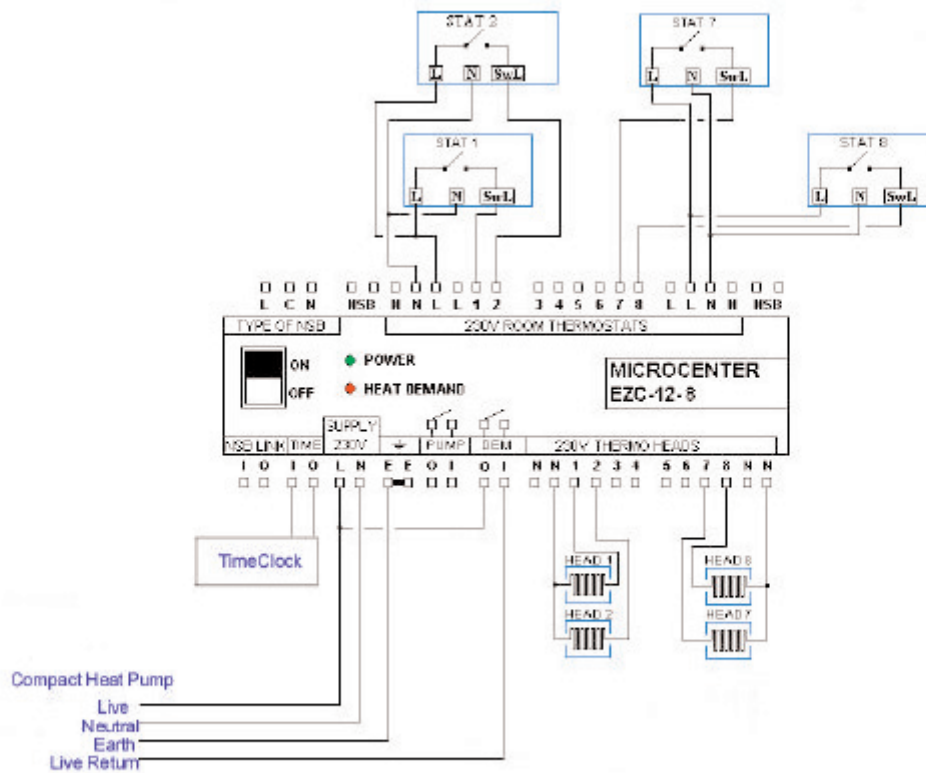 STAT 2
L N SwL
STAT 7
L N SwL
STAT 1
L N SwL
STAT 8
L N SwL
L C N NSB N N L L 1 2 3 4 5 6 7 8 L L N N NSB
TYPE OF NSB
230V ROOM THERMOSTATS
ON
OFF
POWER
HEAT DEMAND
MICROCENTER
EZC-12-8
SUPPLY
NSB LINK TIME 230V PUMP DEM 230V THERMO HEADS
I O I O L N E E O I O I N N 1 2 3 4 5 6 7 8 N N
TimeClock
HEAD 1
HEAD 8
HEAD 2
HEAD 7
Compact Heat Pump
Live
Neutral
Earth
Live Return